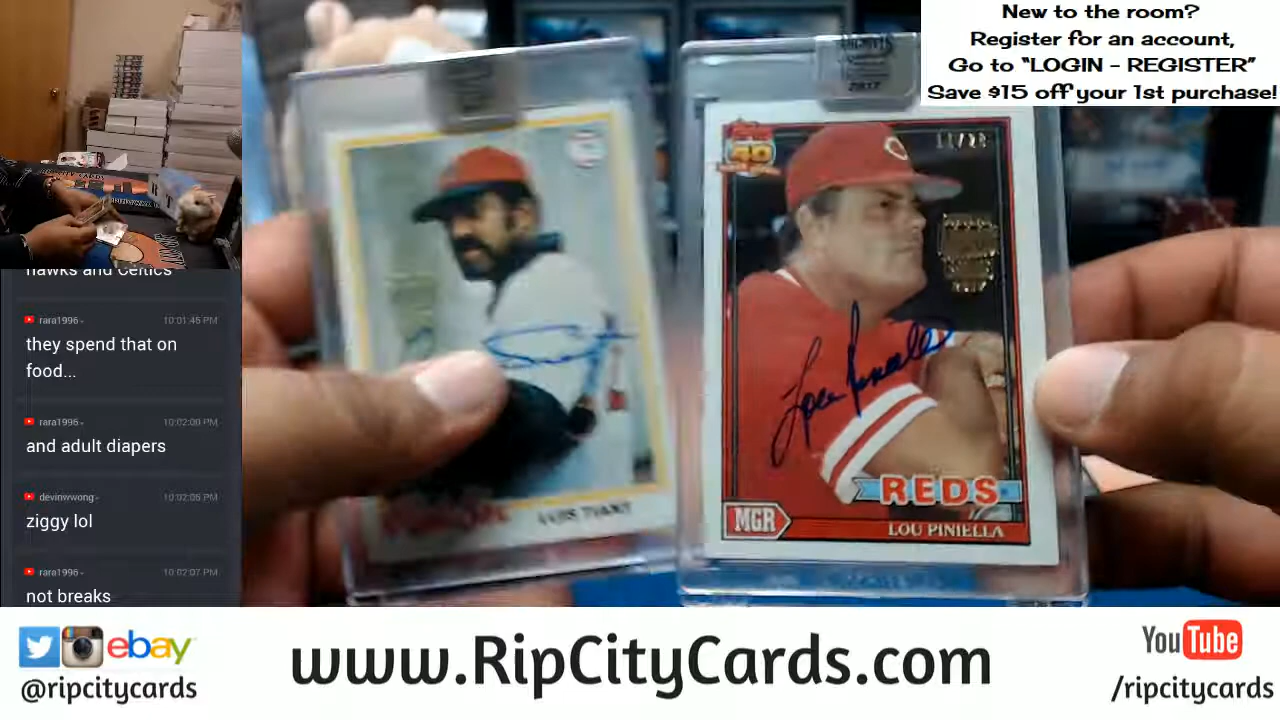 New to the room?
Register for an account,
Go to "LOGIN - REGISTER"
Save $15 off your 1st purchase!
hawks and Celtics
rara1996
10:01:45 PM
they spend that on
food...
rara1996
10:02:00 PM
and adult diapers
devinwwong
10:02:05 PM
ziggy lol
rara1996
10:02:07 PM
not breaks
2017
40
Lou Piniella
REDS
MGR
LOU PINIELLA
LUIS TIANT
ebay
@ripcitycards
www.RipCityCards.com
YouTube
/ripcitycards